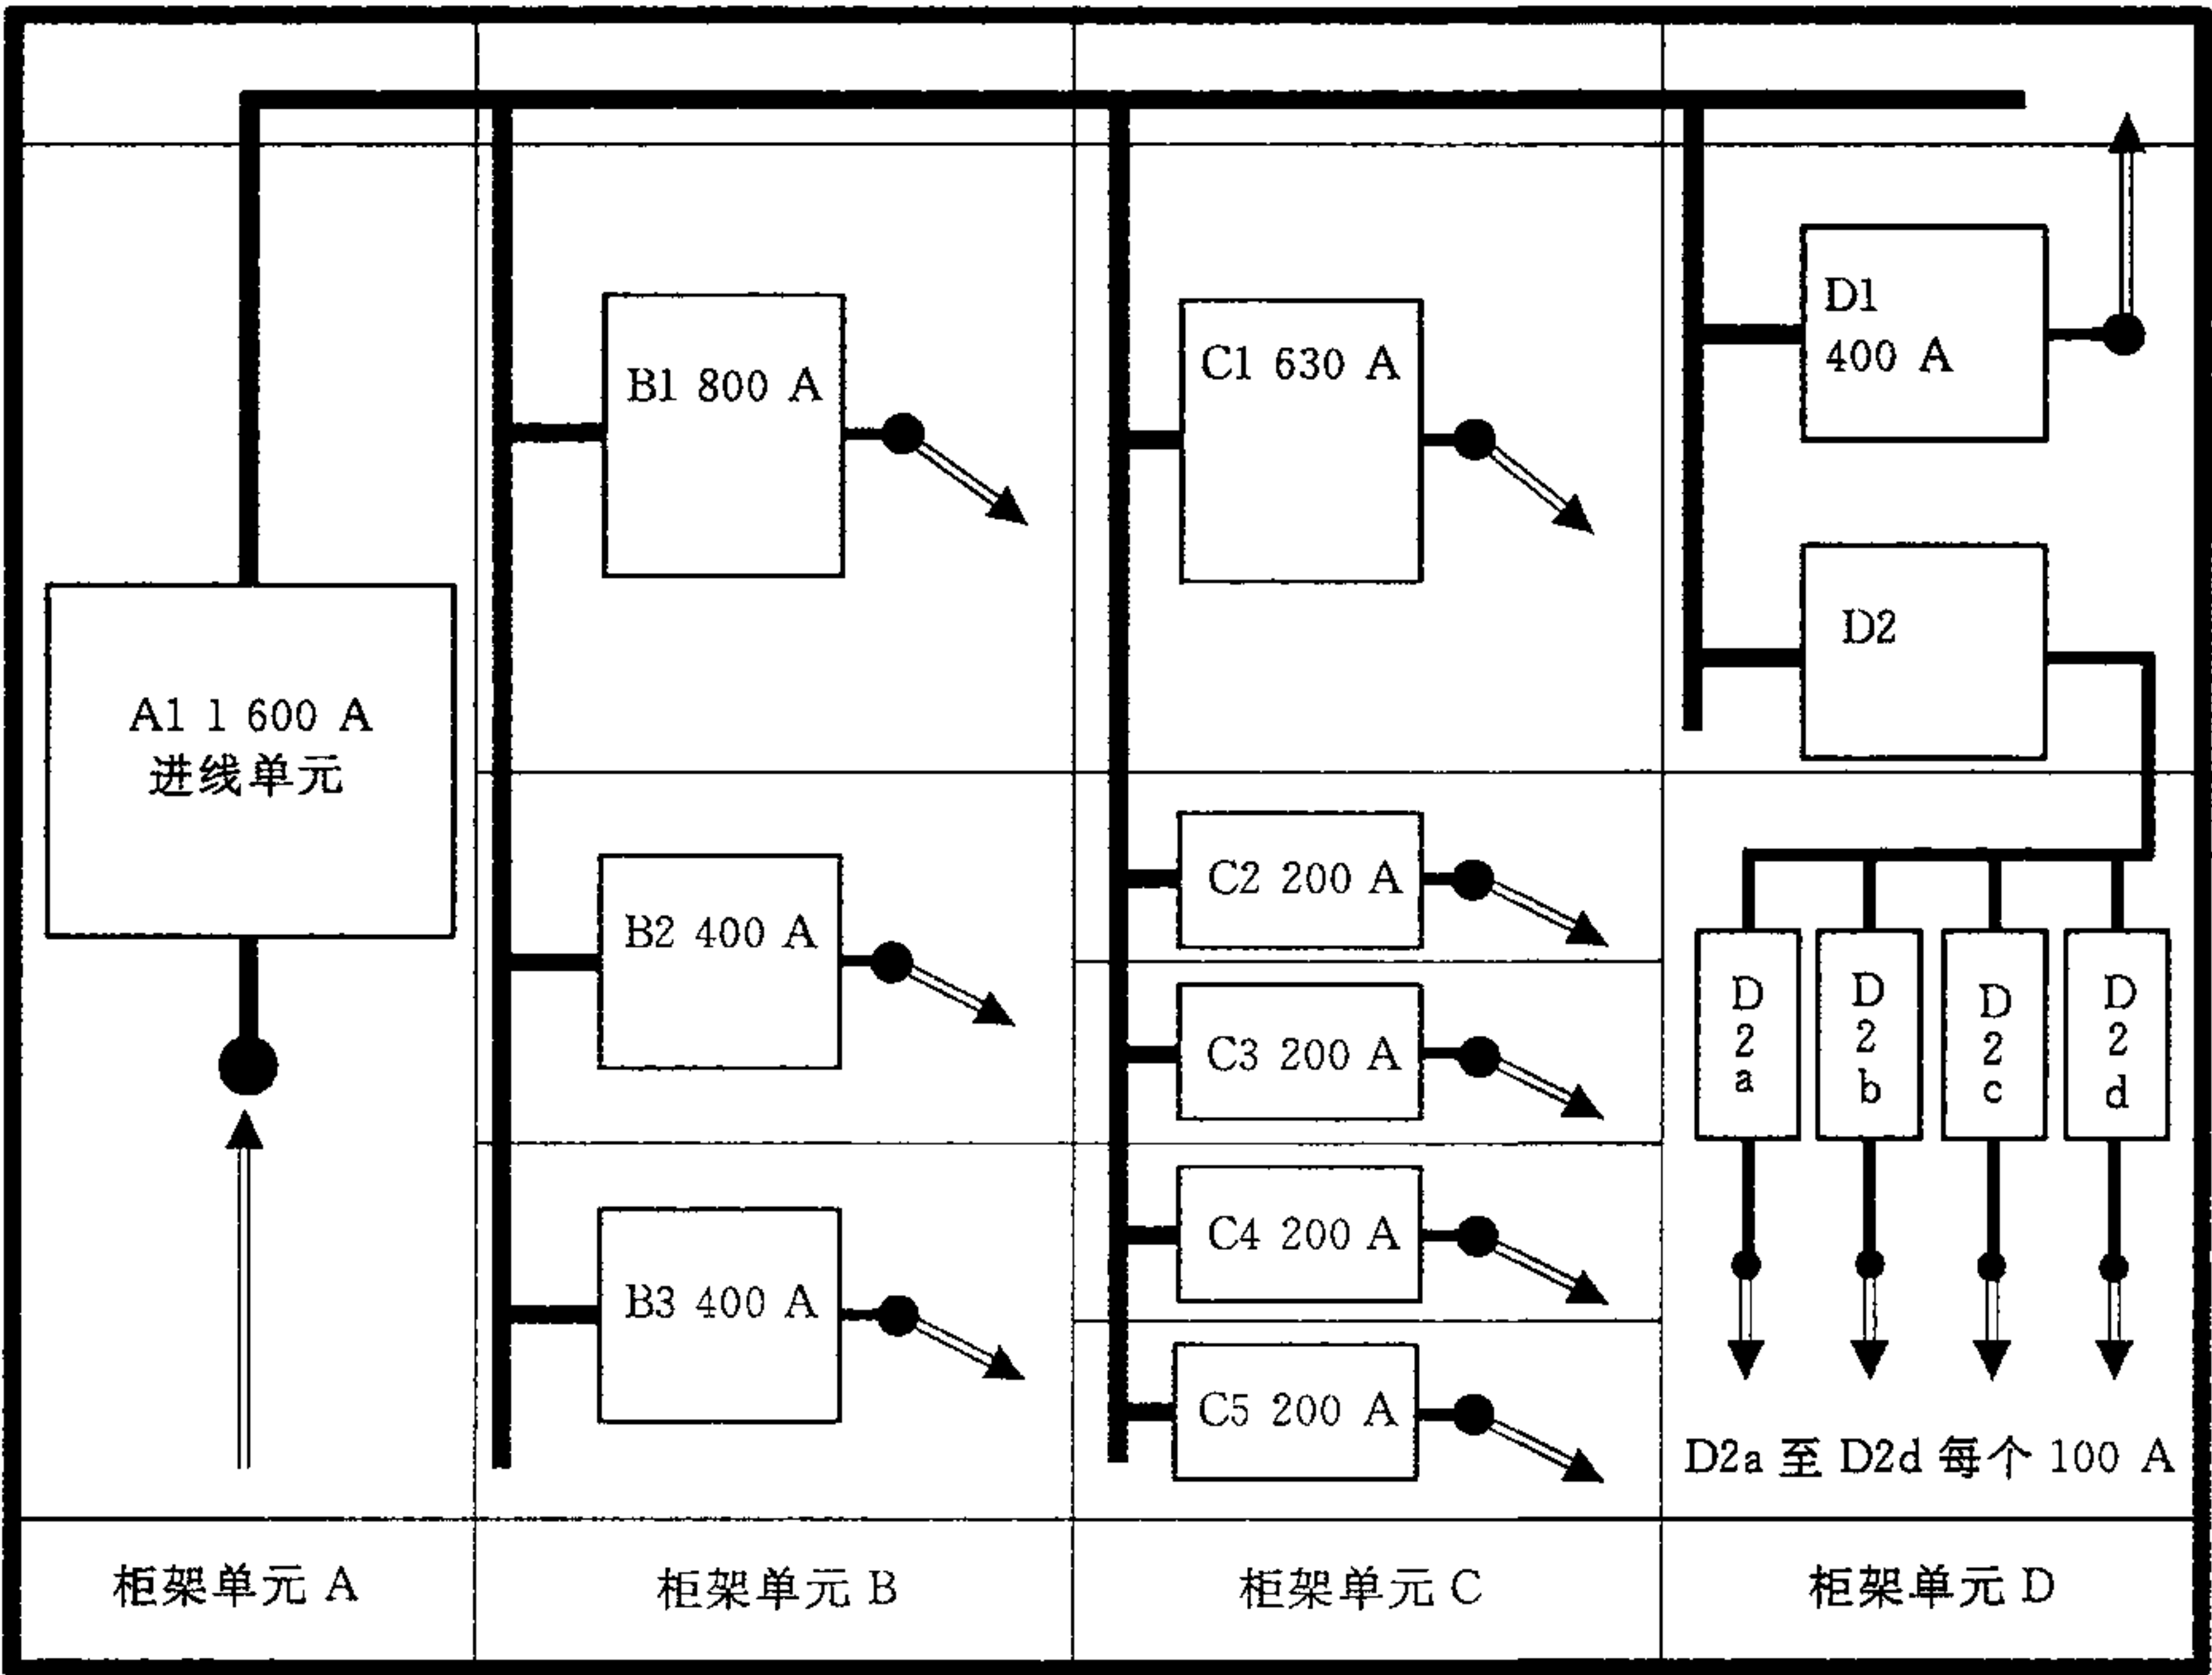 A1 1 600 A
进线单元
B1 800 A
B2 400 A
B3 400 A
C1 630 A
C2 200 A
C3 200 A
C4 200 A
C5 200 A
D1
400 A
D2
D
2
a
D
2
b
D
2
c
D
2
d
D2a 至 D2d 每个 100 A
柜架单元 A
柜架单元 B
柜架单元 C
柜架单元 D